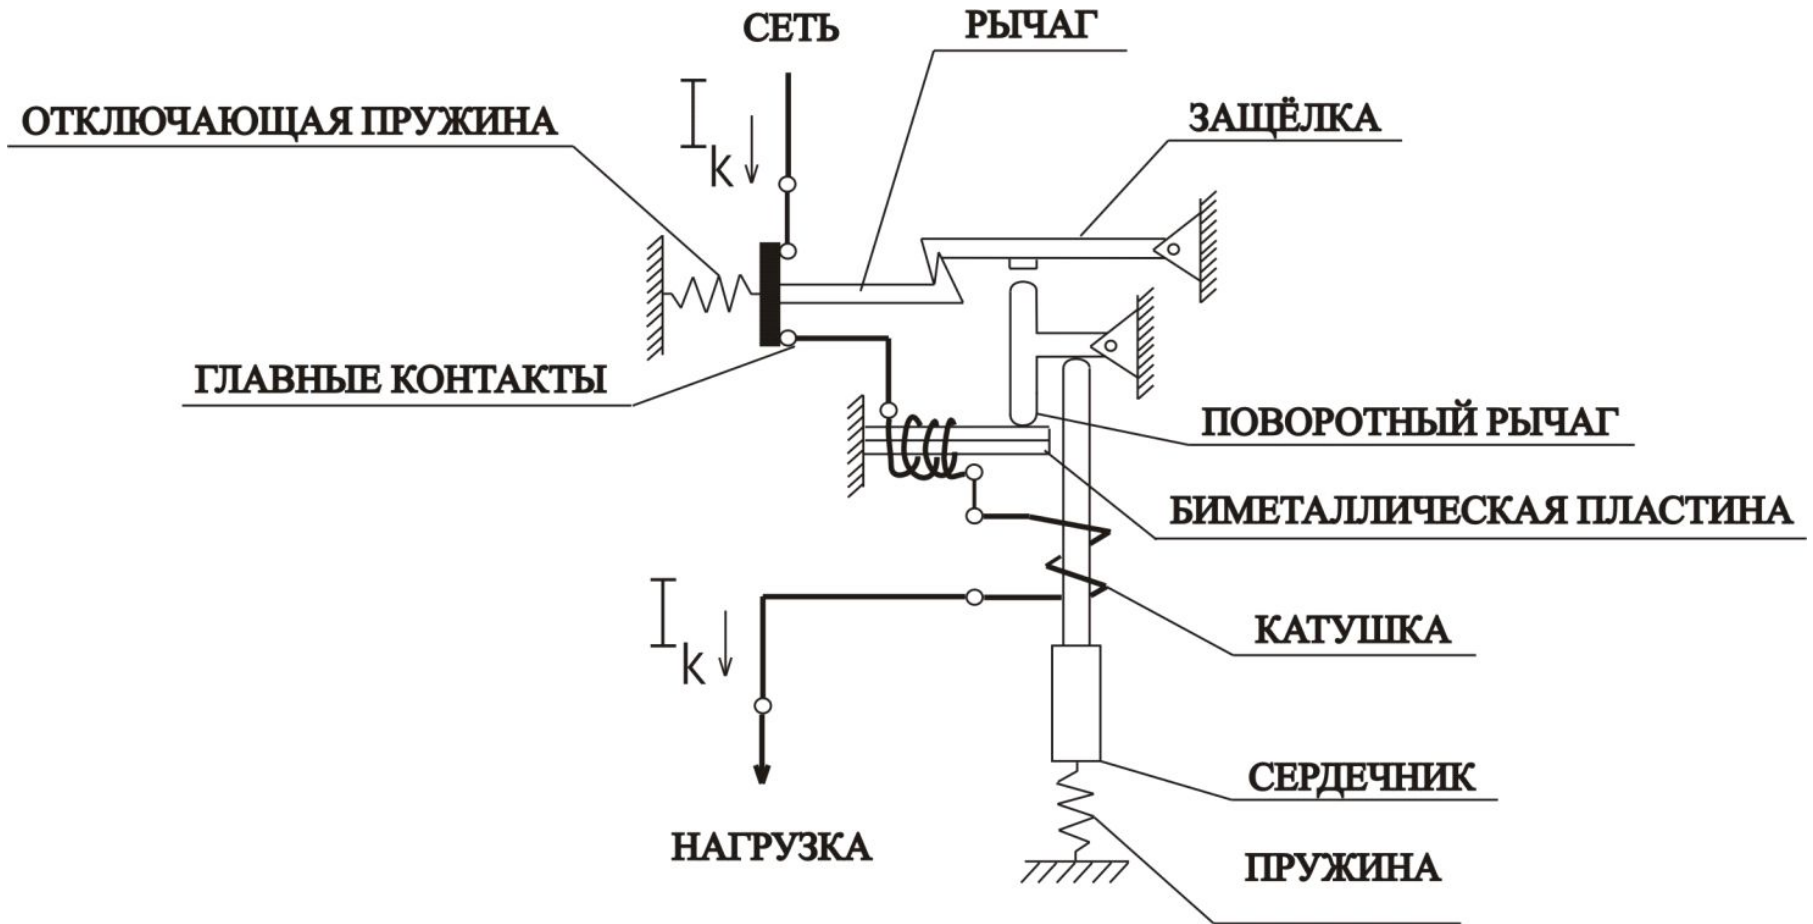 СЕТЬ
РЫЧАГ
ОТКЛЮЧАЮЩАЯ ПРУЖИНА
ЗАЩЁЛКА
I k
ГЛАВНЫЕ КОНТАКТЫ
ПОВОРОТНЫЙ РЫЧАГ
БИМЕТАЛЛИЧЕСКАЯ ПЛАСТИНА
I k
КАТУШКА
СЕРДЕЧНИК
НАГРУЗКА
ПРУЖИНА